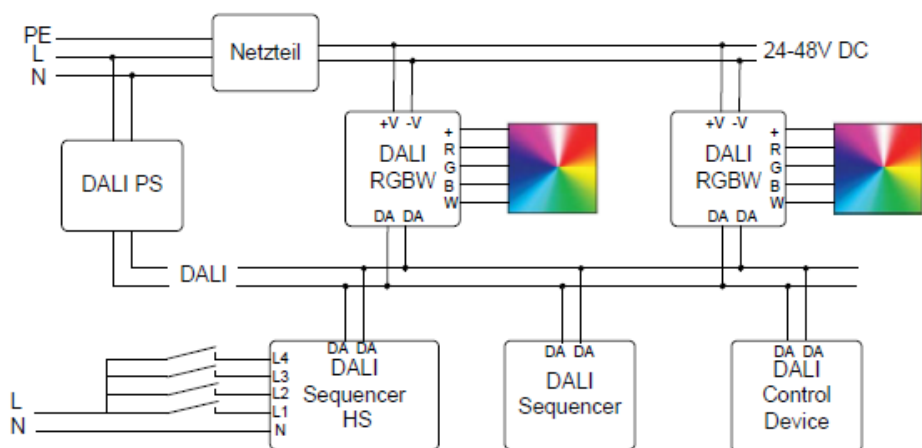 PE
L
N
Netzteil
24-48V DC
+V -V
DALI
RGBW
DA DA
+
R
G
B
W
+V -V
DALI
RGBW
DA DA
+
R
G
B
W
DALI PS
DALI
L
N
L4
L3
L2
L1
N
DA DA
DALI
Sequencer
HS
DA DA
DALI
Sequencer
DA DA
DALI
Control
Device